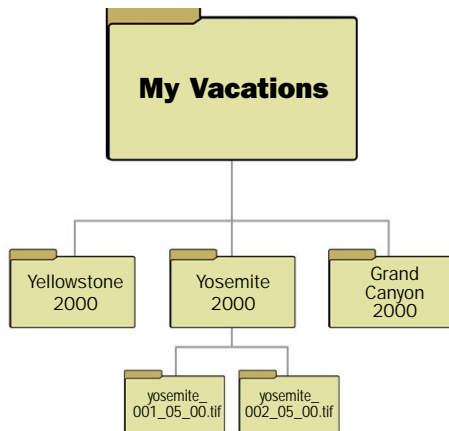 My Vacations
Yellowstone
2000
Yosemite
2000
Grand
Canyon
2000
yosemite_
001_05_00.tif
yosemite_
002_05_00.tif